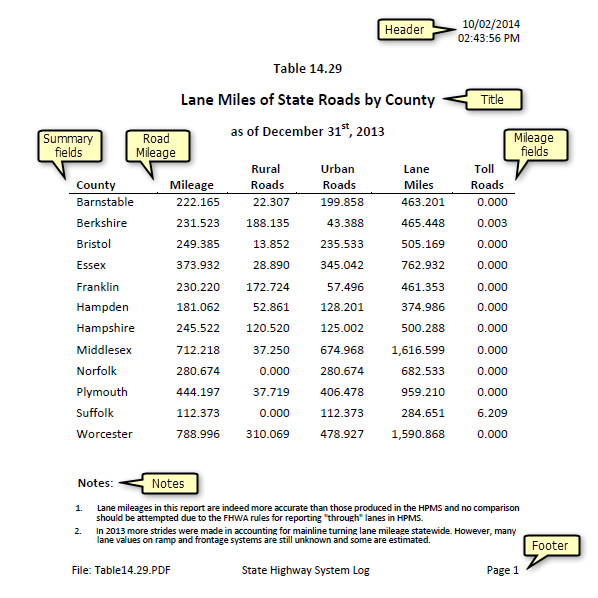 Header
10/02/2014
02:43:56 PM
Table 14.29
Lane Miles of State Roads by County
Title
as of December 31st, 2013
Summary fields
Road Mileage
Mileage fields
County Mileage Rural Roads Urban Roads Lane Miles Toll Roads
Barnstable 222.165 22.307 199.858 463.201 0.000
Berkshire 231.523 188.135 43.388 465.448 0.003
Bristol 249.385 13.852 235.533 505.169 0.000
Essex 373.932 28.890 345.042 762.932 0.000
Franklin 230.220 172.724 57.496 461.353 0.000
Hampden 181.062 52.861 128.201 374.986 0.000
Hampshire 245.522 120.520 125.002 500.288 0.000
Middlesex 712.218 37.250 674.968 1,616.599 0.000
Norfolk 280.674 0.000 280.674 682.533 0.000
Plymouth 444.197 37.719 406.478 959.210 0.000
Suffolk 112.373 0.000 112.373 284.651 6.209
Worcester 788.996 310.069 478.927 1,590.868 0.000
Notes:
Notes
1. Lane mileages in this report are indeed more accurate than those produced in the HPMS and no comparison
should be attempted due to the FHWA rules for reporting "through" lanes in HPMS.
2. In 2013 more strides were made in accounting for mainline turning lane mileage statewide. However, many
lane values on ramp and frontage systems are still unknown and some are estimated.
Footer
File: Table14.29.PDF State Highway System Log Page 1